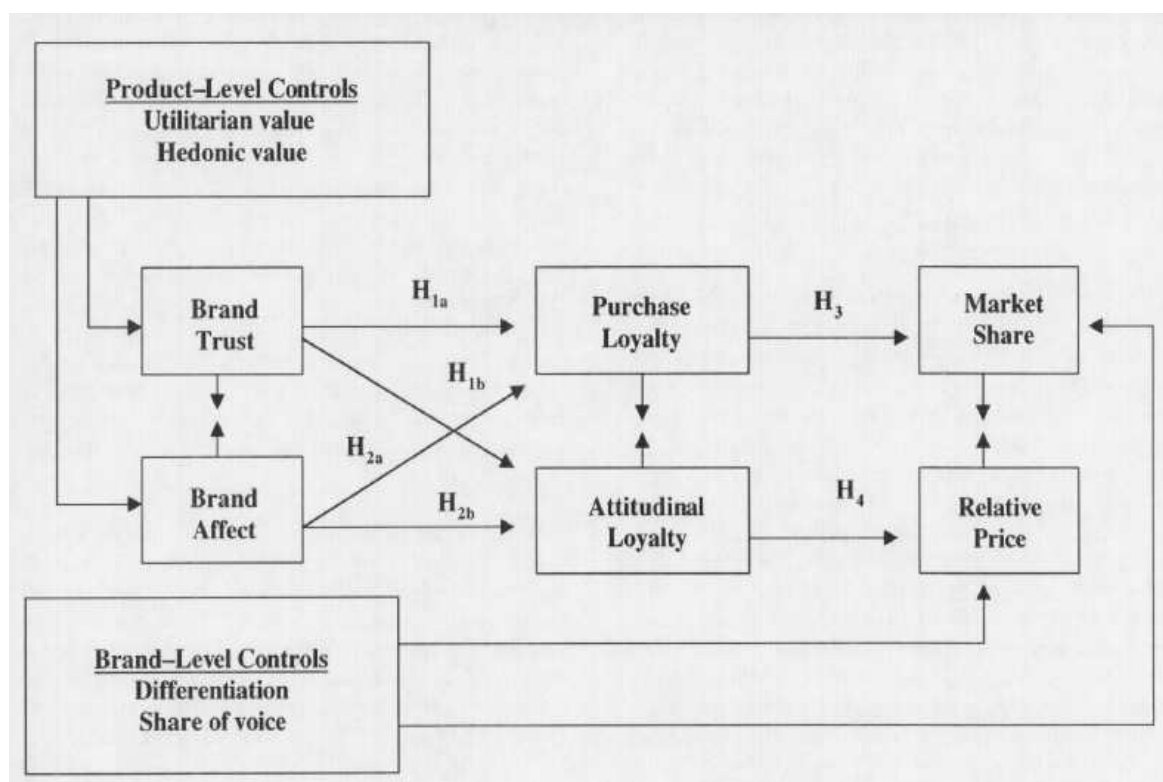 Product–Level Controls
Utilitarian value
Hedonic value
Brand
Trust
H1a
Purchase
Loyalty
H3
Market
Share
H1b
H2a
Brand
Affect
H2b
Attitudinal
Loyalty
H4
Relative
Price
Brand–Level Controls
Differentiation
Share of voice